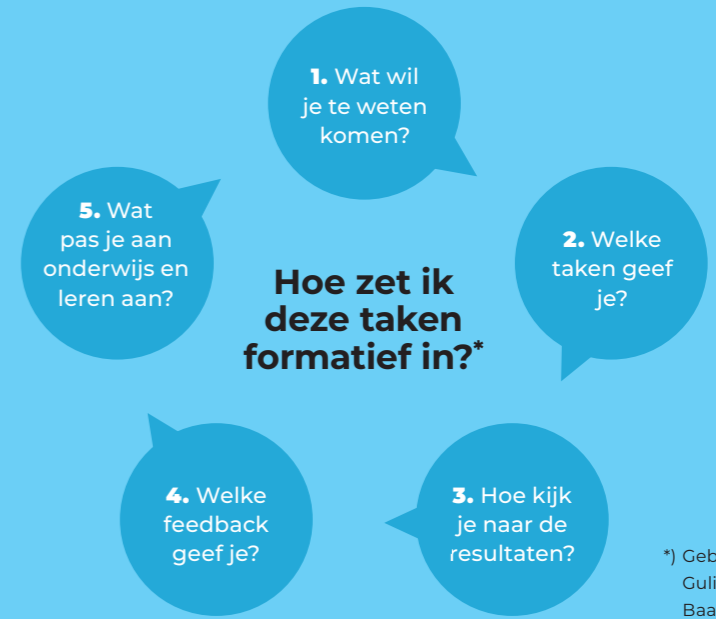 1. Wat wil
je te weten
komen?
2. Welke
taken geef
je?
3. Hoe kijk
je naar de
resultaten?
4. Welke
feedback
geef je?
5. Wat
pas je aan
onderwijs en
leren aan?
Hoe zet ik
deze taken
formatief in?*
*) Geb
Guli
Baa